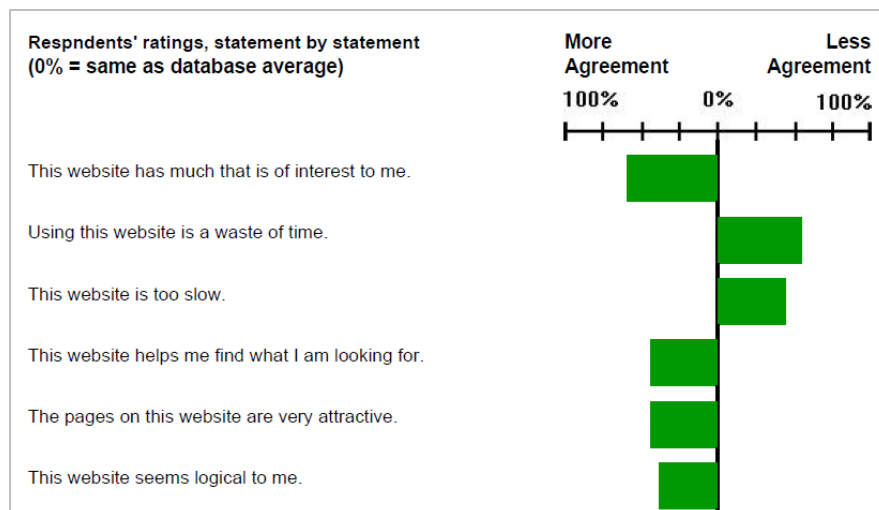 Respndents' ratings, statement by statement
(0% = same as database average)
More Agreement
Less Agreement
100% 0% 100%
This website has much that is of interest to me.
Using this website is a waste of time.
This website is too slow.
This website helps me find what I am looking for.
The pages on this website are very attractive.
This website seems logical to me.